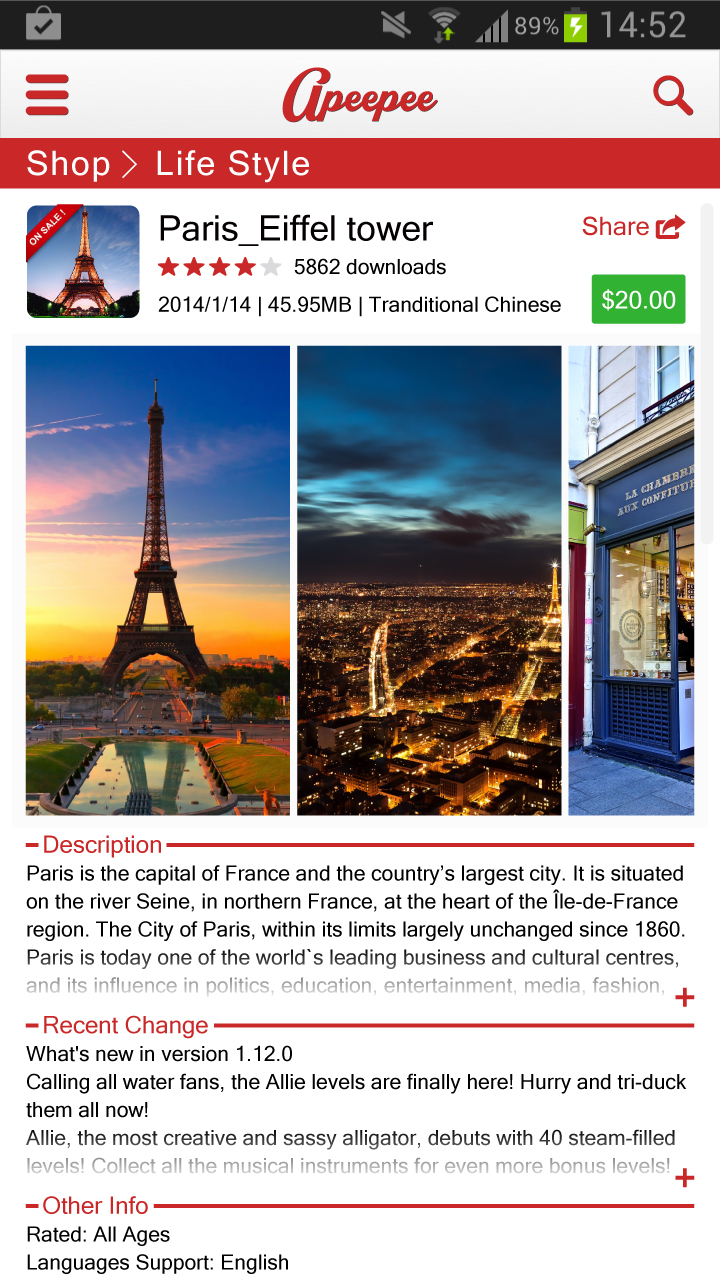 89% 14:52
Apeepee
Shop > Life Style
ON SALE !
Paris_Eiffel tower
Share
5862 downloads
2014/1/14 | 45.95MB | Tranditional Chinese
$20.00
LA CHAMBRE
AUX CONFITUR
Description
Paris is the capital of France and the country’s largest city. It is situated
on the river Seine, in northern France, at the heart of the Île-de-France
region. The City of Paris, within its limits largely unchanged since 1860.
Paris is today one of the world`s leading business and cultural centres,
and its influence in politics, education, entertainment, media, fashion,
+
Recent Change
What's new in version 1.12.0
Calling all water fans, the Allie levels are finally here! Hurry and tri-duck
them all now!
Allie, the most creative and sassy alligator, debuts with 40 steam-filled
levels! Collect all the musical instruments for even more bonus levels!
+
Other Info
Rated: All Ages
Languages Support: English